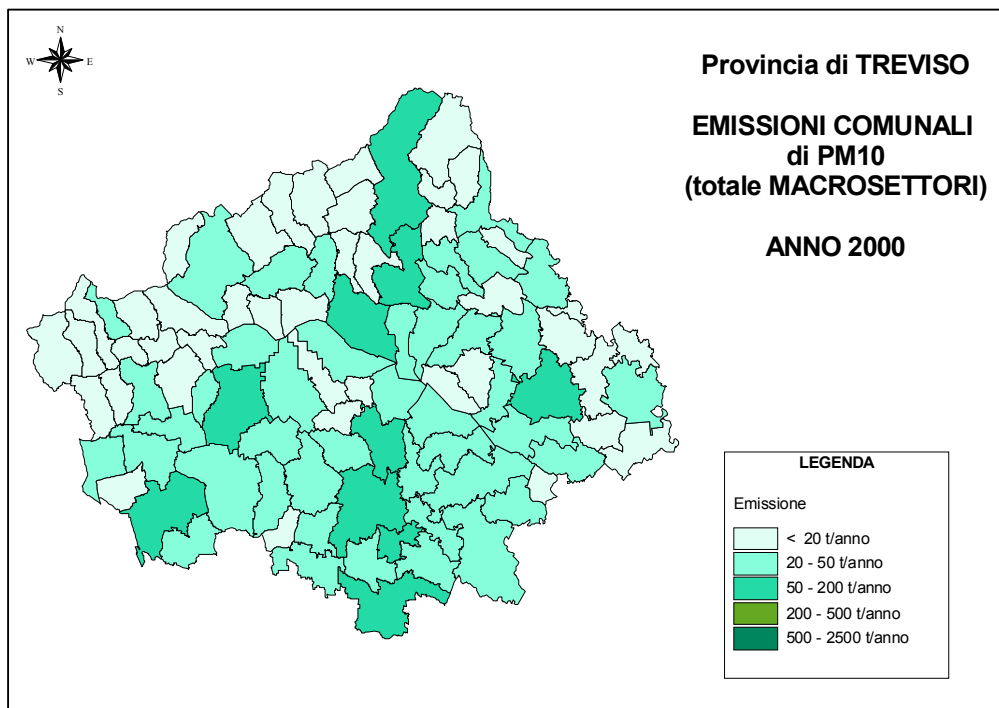 N
W E
S
Provincia di TREVISO
EMISSIONI COMUNALI
di PM10
(totale MACROSETTORI)
ANNO 2000
LEGENDA
Emissione
< 20 t/anno
20 - 50 t/anno
50 - 200 t/anno
200 - 500 t/anno
500 - 2500 t/anno